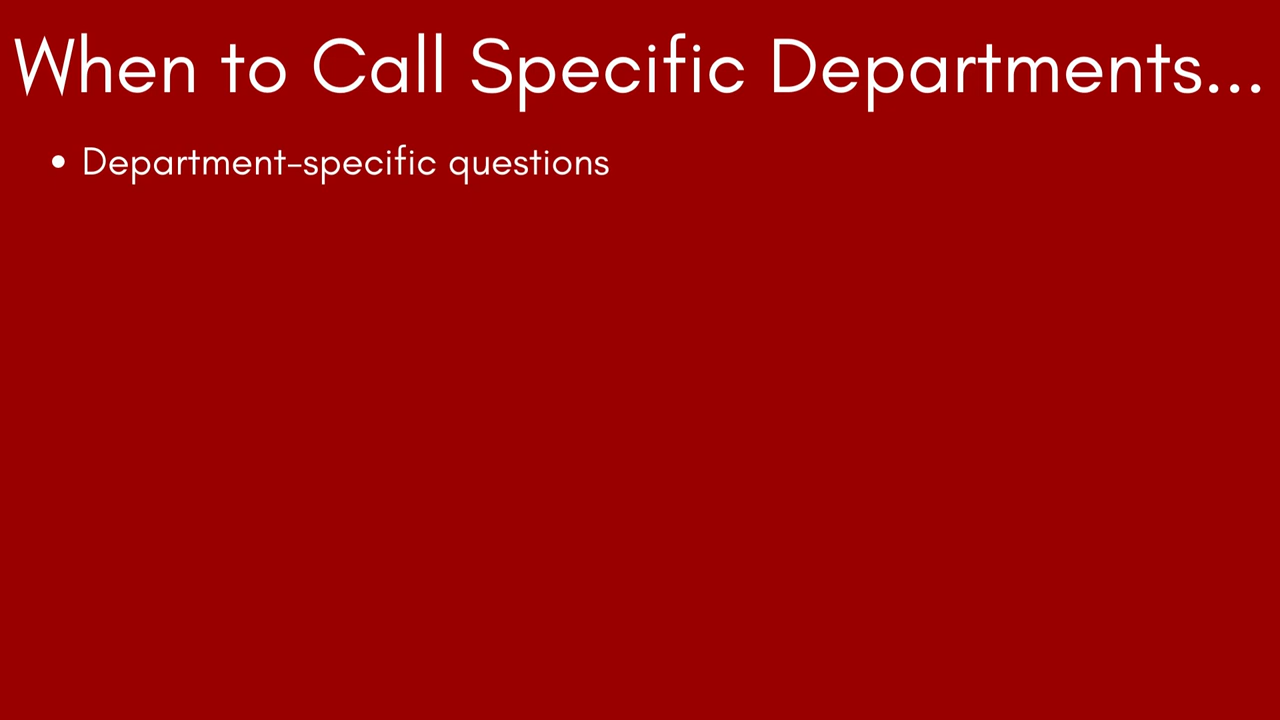 When to Call Specific Departments...
• Department-specific questions